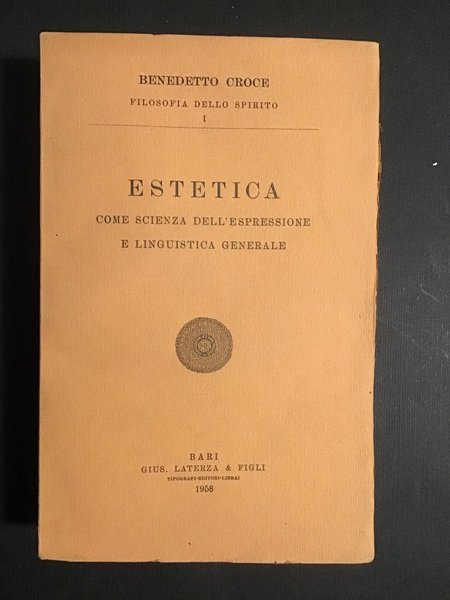 BENEDETTO CROCE
FILOSOFIA DELLO SPIRITO
I
ESTETICA
COME SCIENZA DELL'ESPRESSIONE
E LINGUISTICA GENERALE
BARI
GIUS. LATERZA & FIGLI
TIPOGRAFI-EDITORI-LIBRAI
1958